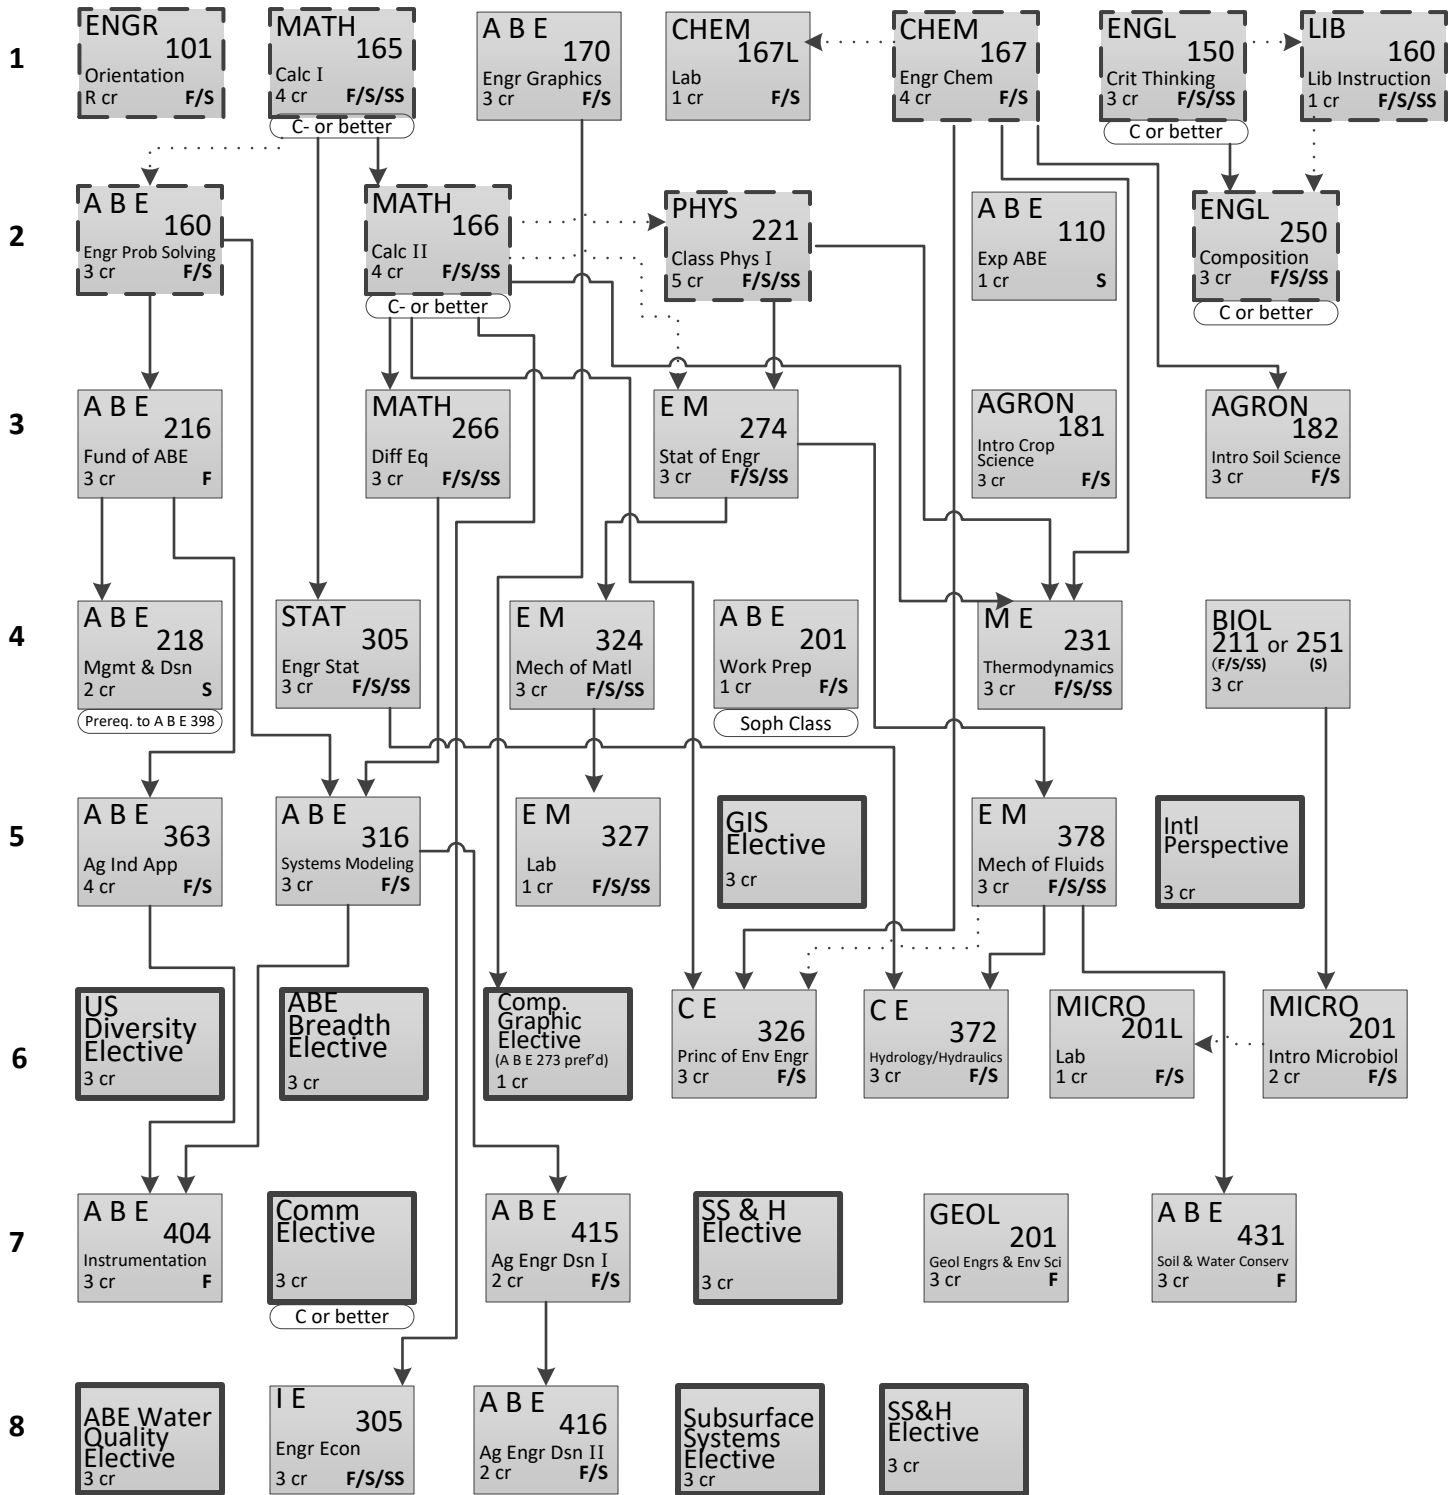 1
ENGR
101
Orientation
R cr F/S
MATH
165
Calc I
4 cr F/S/SS
C- or better
A B E
170
Engr Graphics
3 cr F/S
CHEM
167L
Lab
1 cr F/S
CHEM
167
Engr Chem
4 cr F/S
ENGL
150
Crit Thinking
3 cr F/S/SS
C or better
LIB
160
Lib Instruction
1 cr F/S/SS
2
A B E
160
Engr Prob Solving
3 cr F/S
MATH
166
Calc II
4 cr F/S/SS
C- or better
PHYS
221
Class Phys I
5 cr F/S/SS
A B E
110
Exp ABE
1 cr S
ENGL
250
Composition
3 cr F/S/SS
C or better
3
A B E
216
Fund of ABE
3 cr F
MATH
266
Diff Eq
3 cr F/S/SS
E M
274
Stat of Engr
3 cr F/S/SS
AGRON
181
Intro Crop
Science
3 cr F/S
AGRON
182
Intro Soil Science
3 cr F/S
4
A B E
218
Mgmt & Dsn
2 cr S
Prereq. to A B E 398
STAT
305
Engr Stat
3 cr F/S/SS
E M
324
Mech of Matl
3 cr F/S/SS
A B E
201
Work Prep
1 cr F/S
Soph Class
M E
231
Thermodynamics
3 cr F/S/SS
BIOL
211 or 251
(F/S/SS) (S)
3 cr
5
A B E
363
Ag Ind App
4 cr F/S
A B E
316
Systems Modeling
3 cr F/S
E M
327
Lab
1 cr F/S/SS
GIS
Elective
3 cr
E M
378
Mech of Fluids
3 cr F/S/SS
Intl
Perspective
3 cr
6
US
Diversity
Elective
3 cr
ABE
Breadth
Elective
3 cr
Comp.
Graphic
Elective
(A B E 273 pref'd)
1 cr
C E
326
Princ of Env Engr
3 cr F/S
C E
372
Hydrology/Hydraulics
3 cr F/S
MICRO
201L
Lab
1 cr F/S
MICRO
201
Intro Microbiol
2 cr F/S
7
A B E
404
Instrumentation
3 cr F
Comm
Elective
3 cr
C or better
A B E
415
Ag Engr Dsn I
2 cr F/S
SS & H
Elective
3 cr
GEOL
201
Geol Engrs & Env Sci
3 cr F
A B E
431
Soil & Water Conserv
3 cr F
8
ABE Water
Quality
Elective
3 cr
I E
305
Engr Econ
3 cr F/S/SS
A B E
416
Ag Engr Dsn II
2 cr F/S
Subsurface
Systems
Elective
3 cr
SS&H
Elective
3 cr